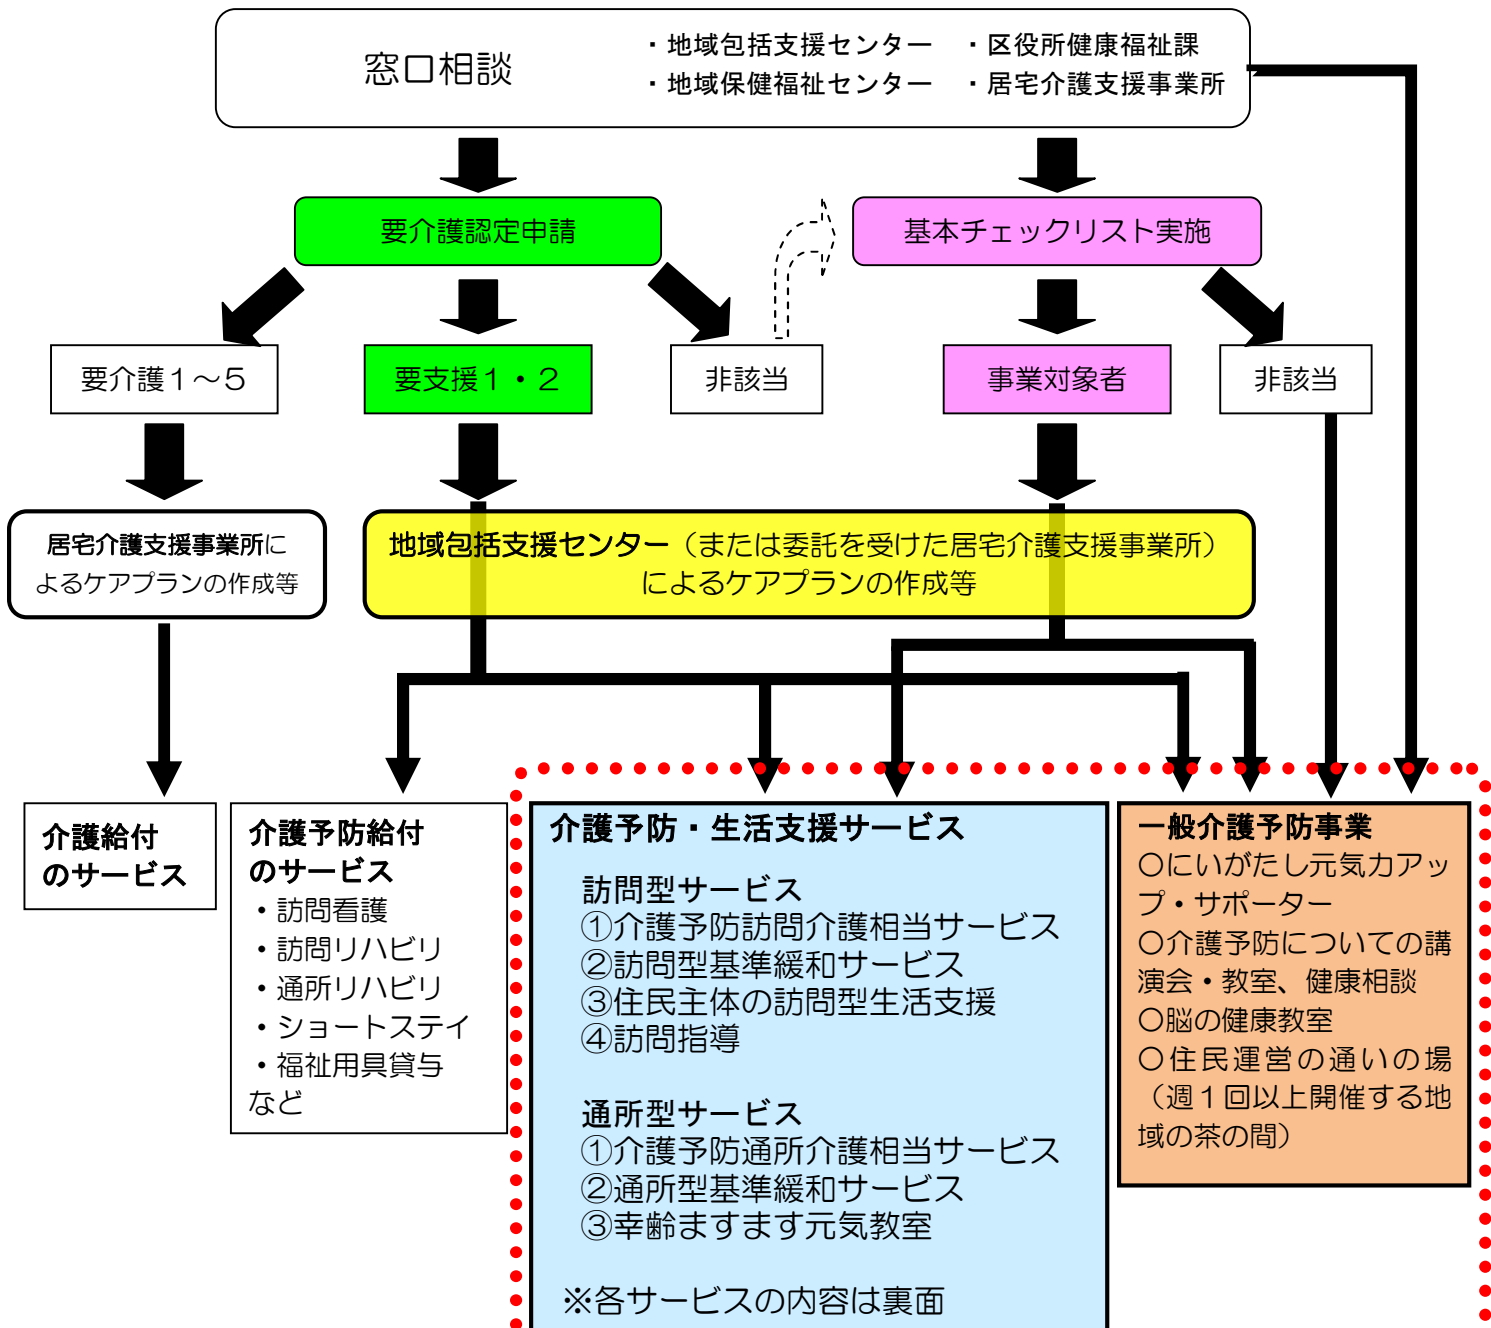 窓口相談
・地域包括支援センター ・区役所健康福祉課
・地域保健福祉センター ・居宅介護支援事業所
要介護認定申請
基本チェックリスト実施
要介護１～５
要支援１・２
非該当
事業対象者
非該当
居宅介護支援事業所に
よるケアプランの作成等
地域包括支援センター（または委託を受けた居宅介護支援事業所）
によるケアプランの作成等
介護給付
のサービス
介護予防給付
のサービス
・訪問看護
・訪問リハビリ
・通所リハビリ
・ショートステイ
・福祉用具貸与
など
介護予防・生活支援サービス
訪問型サービス
①介護予防訪問介護相当サービス
②訪問型基準緩和サービス
③住民主体の訪問型生活支援
④訪問指導
通所型サービス
①介護予防通所介護相当サービス
②通所型基準緩和サービス
③幸齢ますます元気教室
※各サービスの内容は裏面
一般介護予防事業
○にいがたし元気力アッ
プ・サポーター
○介護予防についての講
演会・教室、健康相談
○脳の健康教室
○住民運営の通いの場
（週１回以上開催する地
域の茶の間）